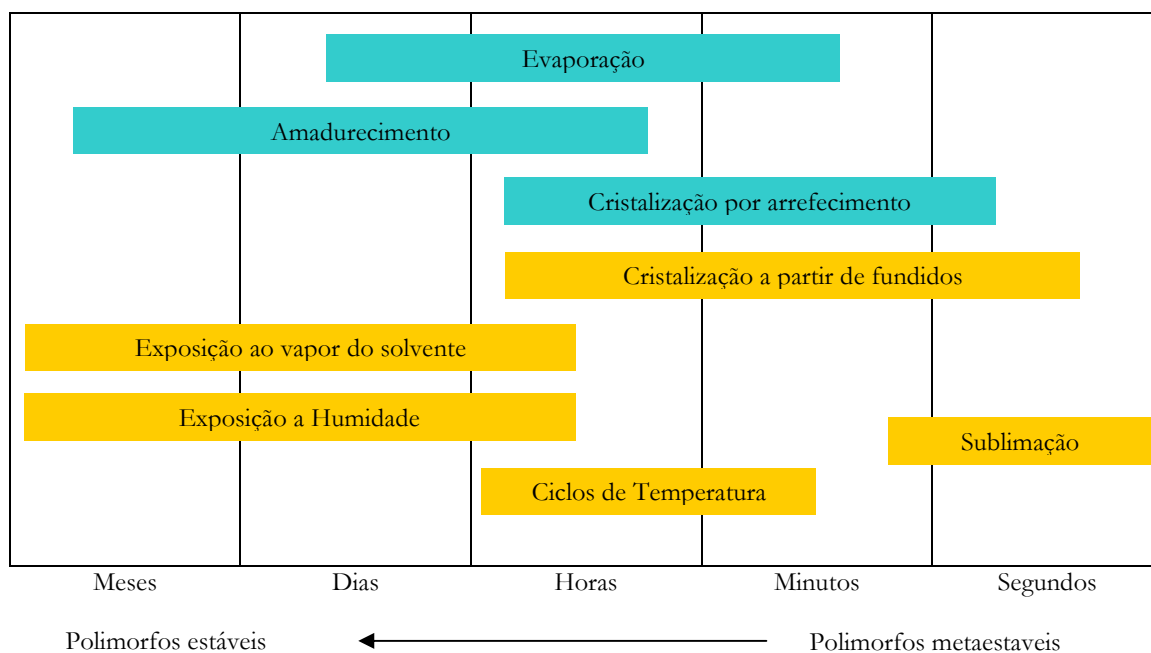 Evaporação
Amadurecimento
Cristalização por arrefecimento
Cristalização a partir de fundidos
Exposição ao vapor do solvente
Exposição a Humidade
Sublimação
Ciclos de Temperatura
Meses Dias Horas Minutos Segundos
Polimorfos estáveis Polimorfos metaestaveis